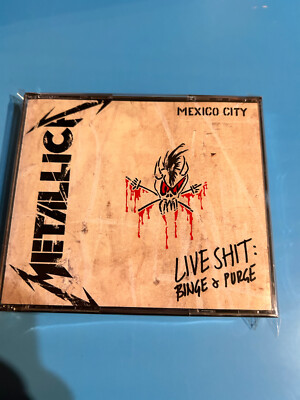 MEXICO CITY
METALLICA
LIVE SHIT:
BINGE & PURGE